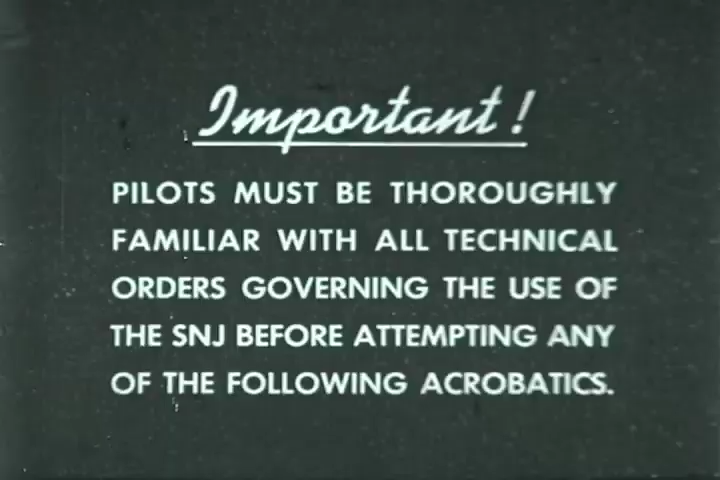 Important!
PILOTS MUST BE THOROUGHLY
FAMILIAR WITH ALL TECHNICAL
ORDERS GOVERNING THE USE OF
THE SNJ BEFORE ATTEMPTING ANY
OF THE FOLLOWING ACROBATICS.